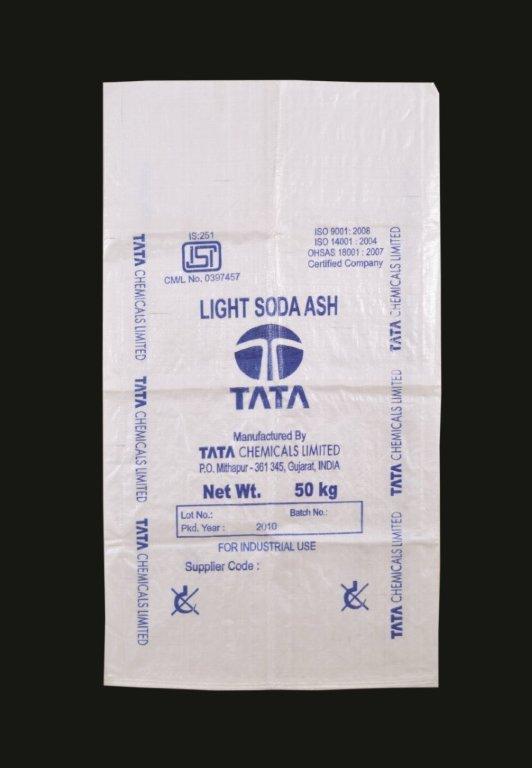 IS:251
CM/L No. 0397457
ISO 9001: 2008
ISO 14001 : 2004
OHSAS 18001 : 2007
Certified Company
LIGHT SODA ASH
TATA
Manufactured By
TATA CHEMICALS LIMITED
P.O. Mithapur - 361 345, Gujarat, INDIA
Net Wt. 50 kg
Lot No.: Batch No.:
Pkd. Year : 2010
FOR INDUSTRIAL USE
Supplier Code :
TATA CHEMICALS LIMITED
TATA CHEMICALS LIMITED
TATA CHEMICALS LIMITED
TATA CHEMICALS LIMITED
TATA CHEMICALS LIMITED
TATA CHEMICALS LIMITED